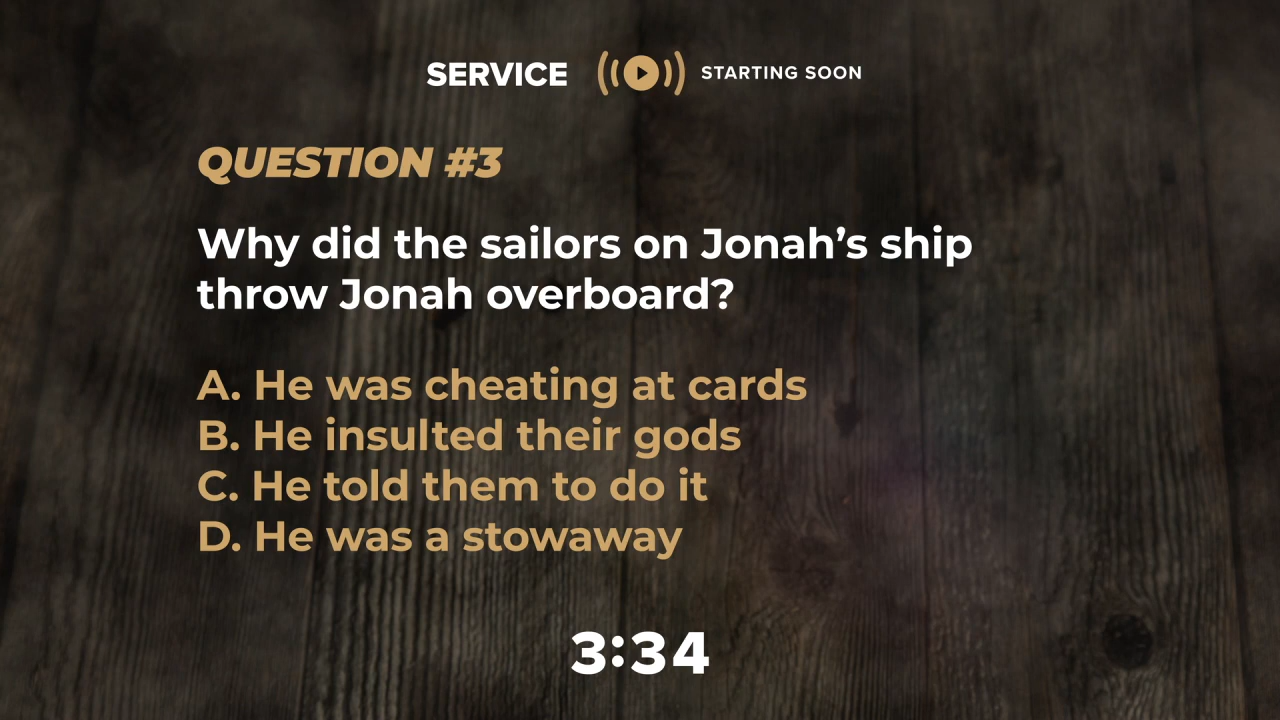 SERVICE STARTING SOON
QUESTION #3
Why did the sailors on Jonah’s ship
throw Jonah overboard?
A. He was cheating at cards
B. He insulted their gods
C. He told them to do it
D. He was a stowaway
3:34